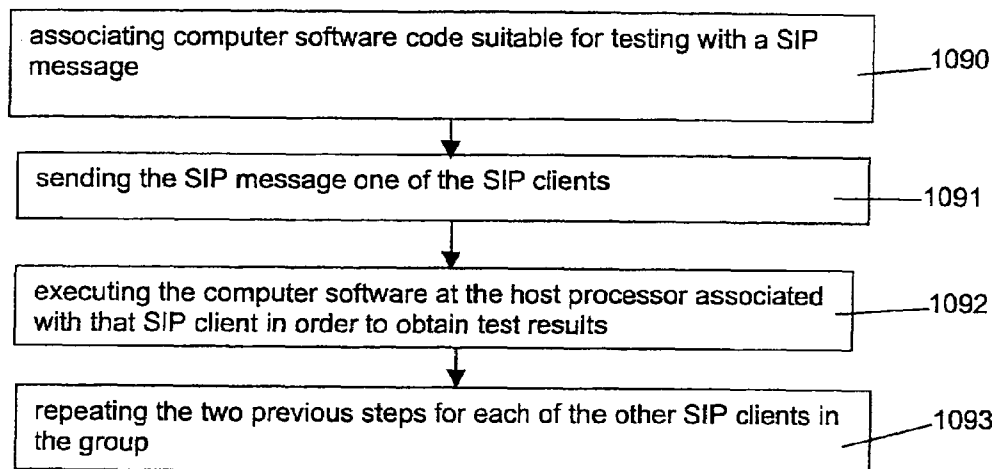 associating computer software code suitable for testing with a SIP
message
1090
sending the SIP message one of the SIP clients
1091
executing the computer software at the host processor associated
with that SIP client in order to obtain test results
1092
repeating the two previous steps for each of the other SIP clients in
the group
1093